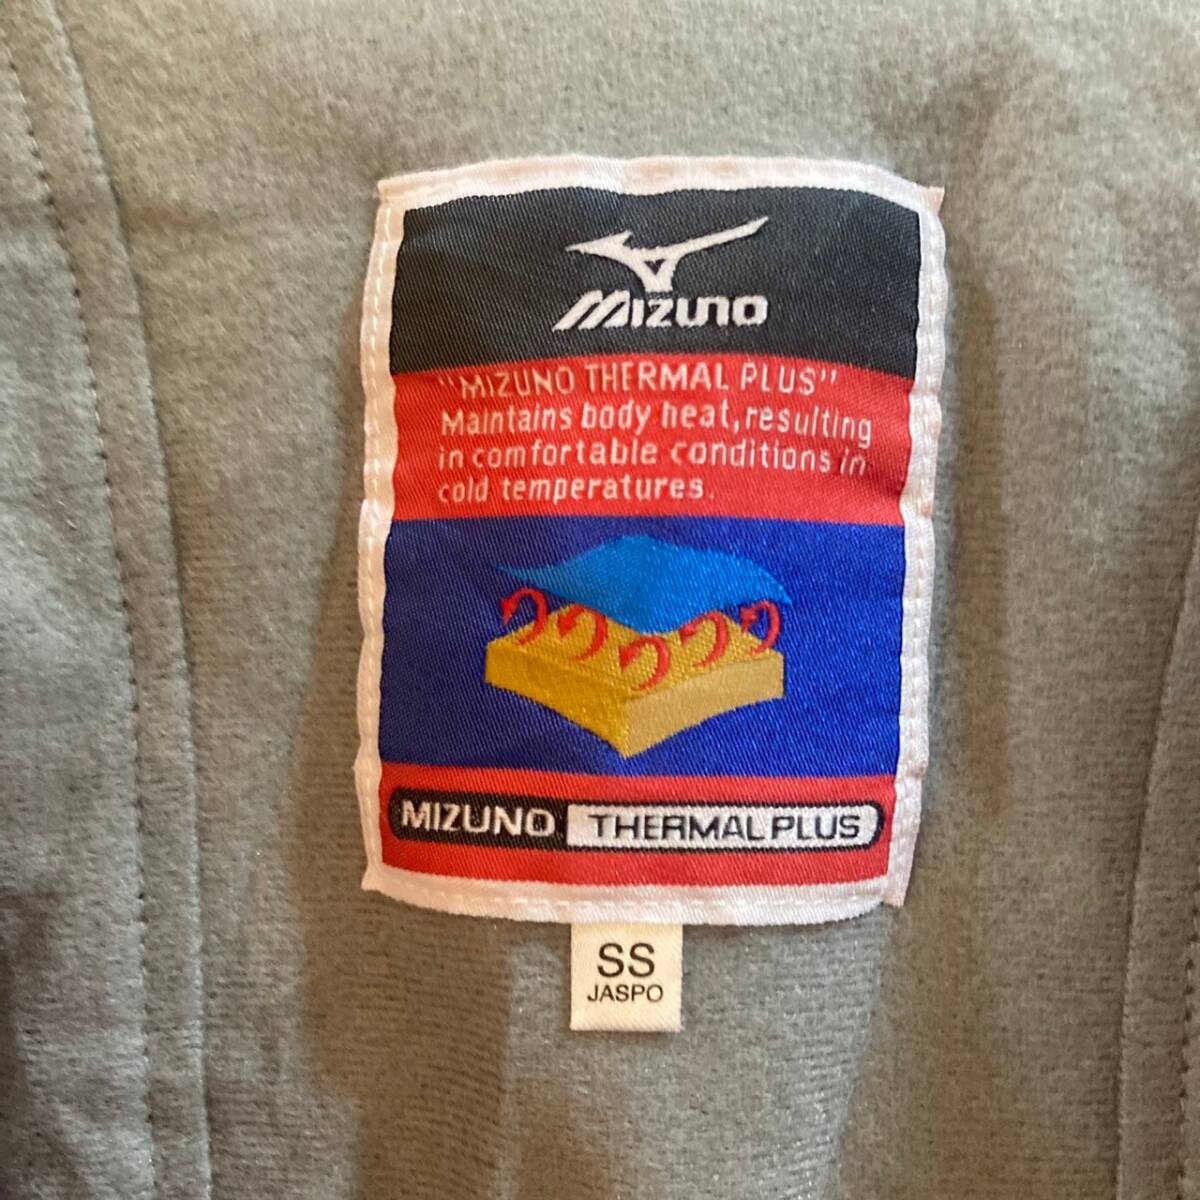 MIZUNO
"MIZUNO THERMAL PLUS"
Maintains body heat, resulting
in comfortable conditions in
cold temperatures.
MIZUNO THERMAL PLUS
SS
JASPO